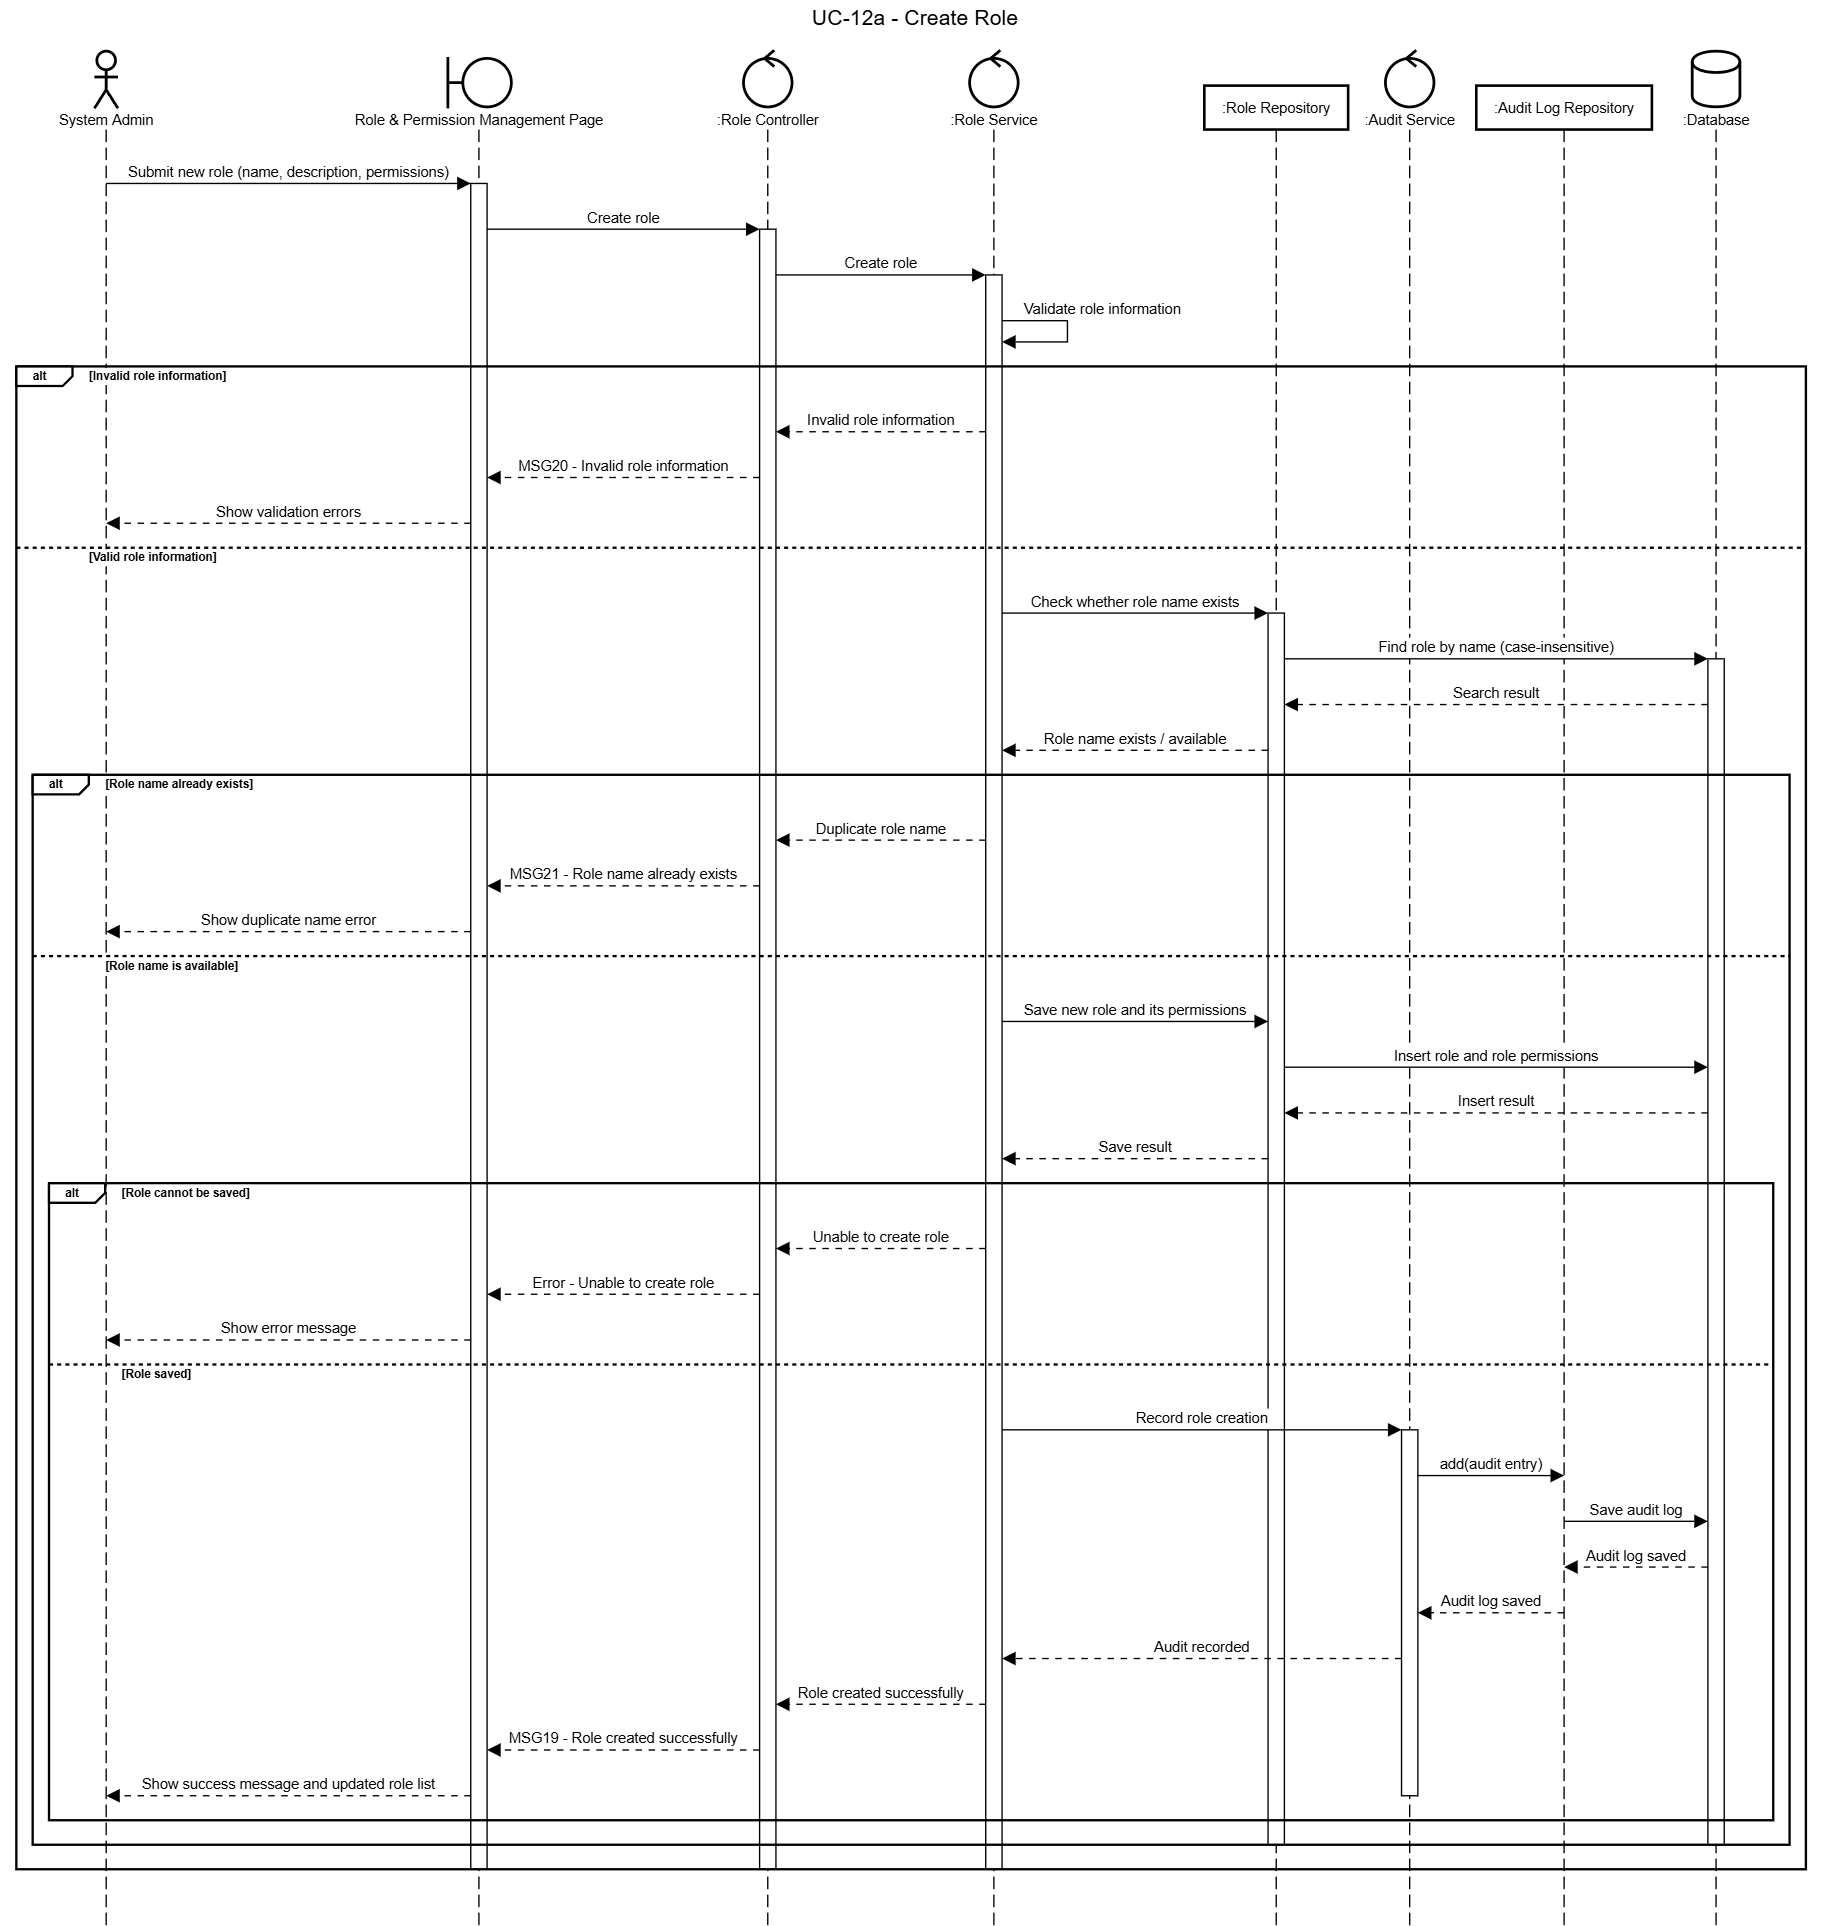 UC-12a - Create Role
System Admin
Role & Permission Management Page
:Role Controller
:Role Service
:Role Repository
:Audit Service
:Audit Log Repository
:Database
Submit new role (name, description, permissions)
Create role
Create role
Validate role information
alt
[Invalid role information]
Invalid role information
MSG20 - Invalid role information
Show validation errors
[Valid role information]
Check whether role name exists
Find role by name (case-insensitive)
Search result
Role name exists / available
alt
[Role name already exists]
Duplicate role name
MSG21 - Role name already exists
Show duplicate name error
[Role name is available]
Save new role and its permissions
Insert role and role permissions
Insert result
Save result
alt
[Role cannot be saved]
Unable to create role
Error - Unable to create role
Show error message
[Role saved]
Record role creation
add(audit entry)
Save audit log
Audit log saved
Audit log saved
Audit recorded
Role created successfully
MSG19 - Role created successfully
Show success message and updated role list